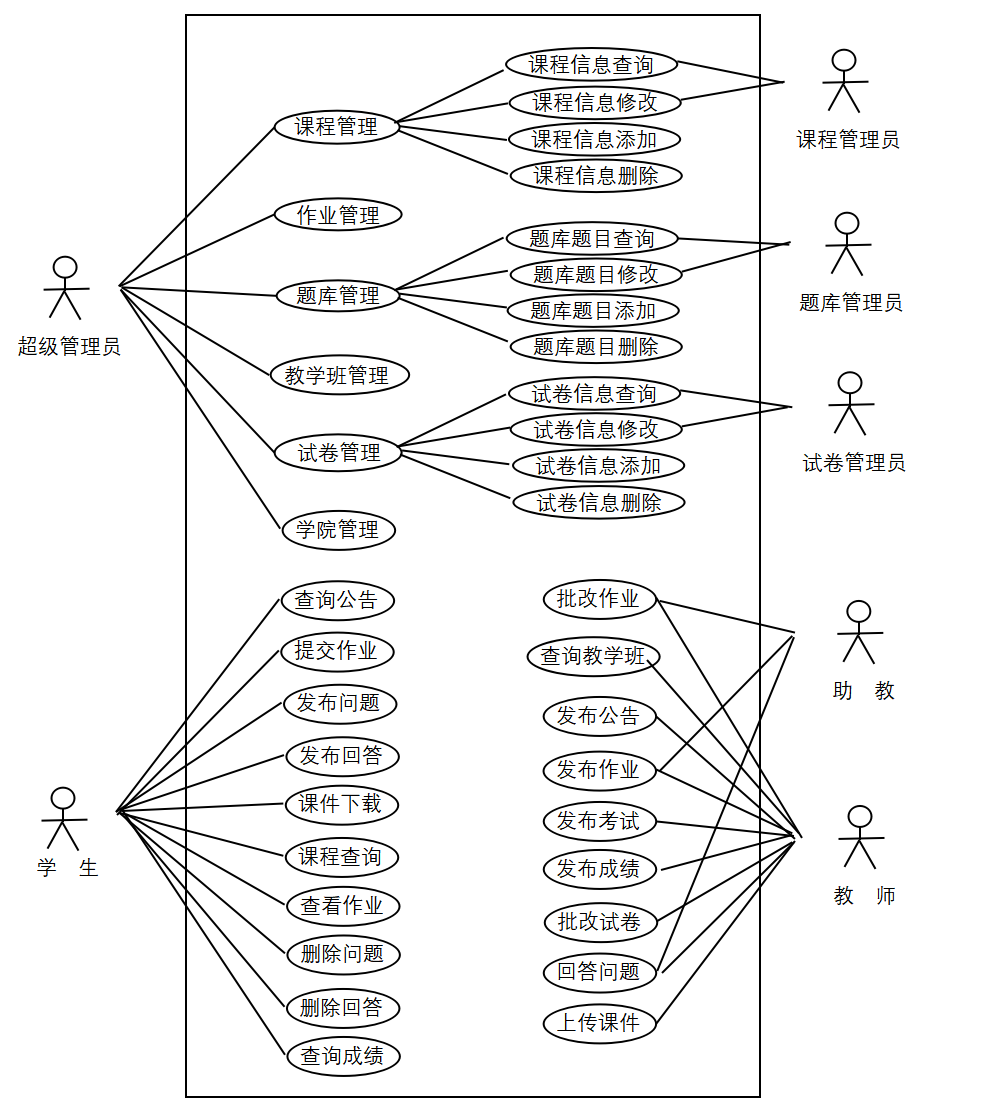 课程信息查询
课程信息修改
课程管理
课程管理员
课程信息添加
课程信息删除
作业管理
题库题目查询
题库题目修改
题库管理
题库管理员
题库题目添加
超级管理员
题库题目删除
教学班管理
试卷信息查询
试卷信息修改
试卷管理
试卷管理员
试卷信息添加
试卷信息删除
学院管理
查询公告
提交作业
发布问题
发布回答
课件下载
课程查询
学 生
查看作业
删除问题
删除回答
查询成绩
批改作业
查询教学班
助 教
发布公告
发布作业
发布考试
发布成绩
教 师
批改试卷
回答问题
上传课件